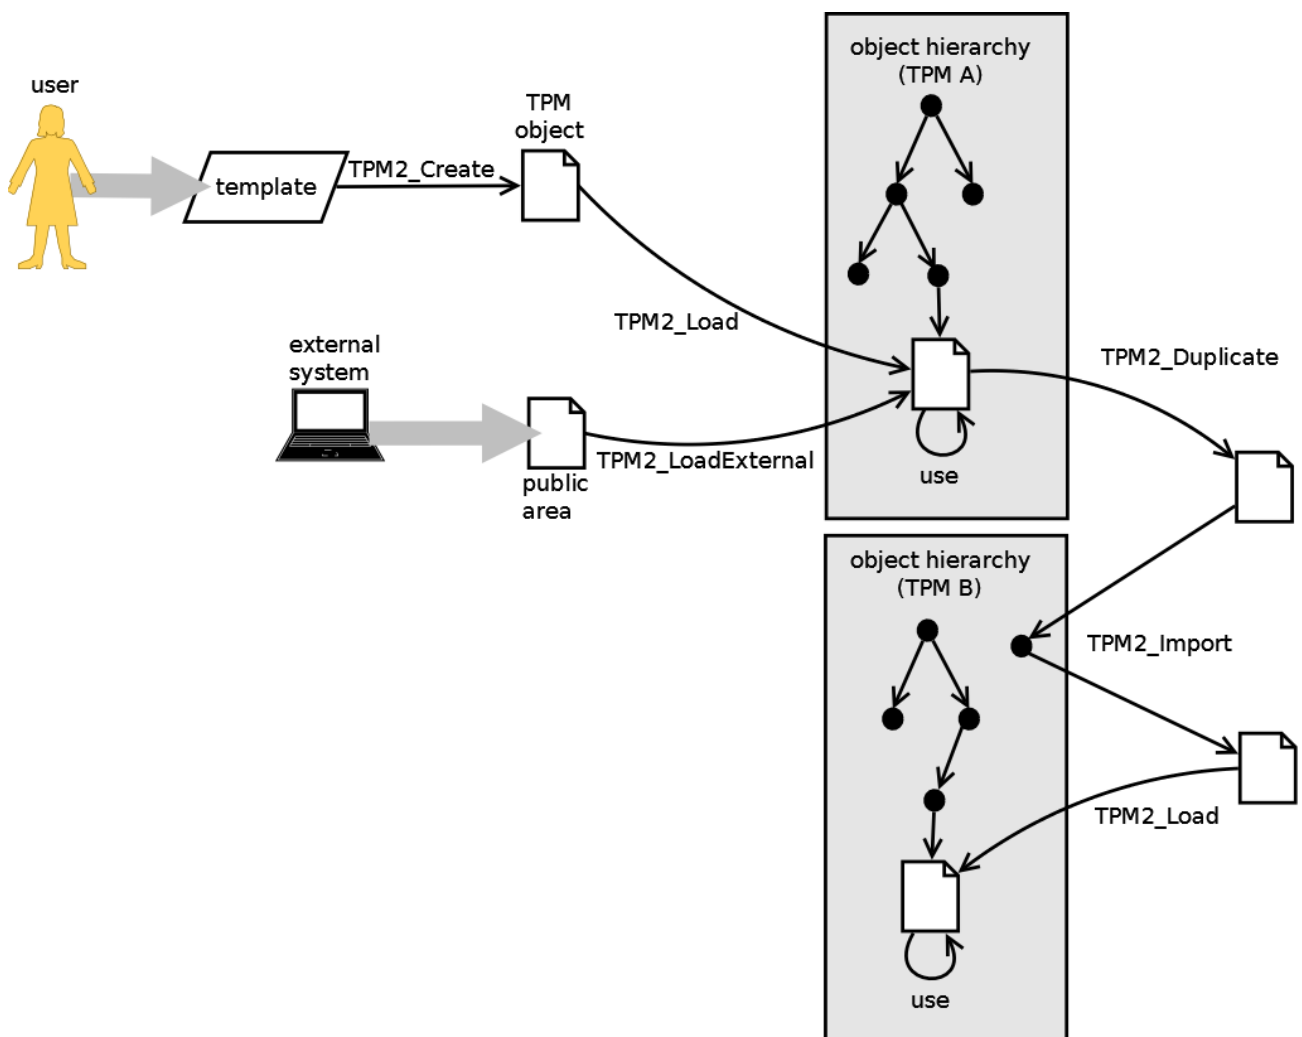 user
template
TPM2_Create
TPM
object
TPM2_Load
external
system
public
area
TPM2_LoadExternal
object hierarchy
(TPM A)
use
TPM2_Duplicate
object hierarchy
(TPM B)
TPM2_Import
TPM2_Load
use